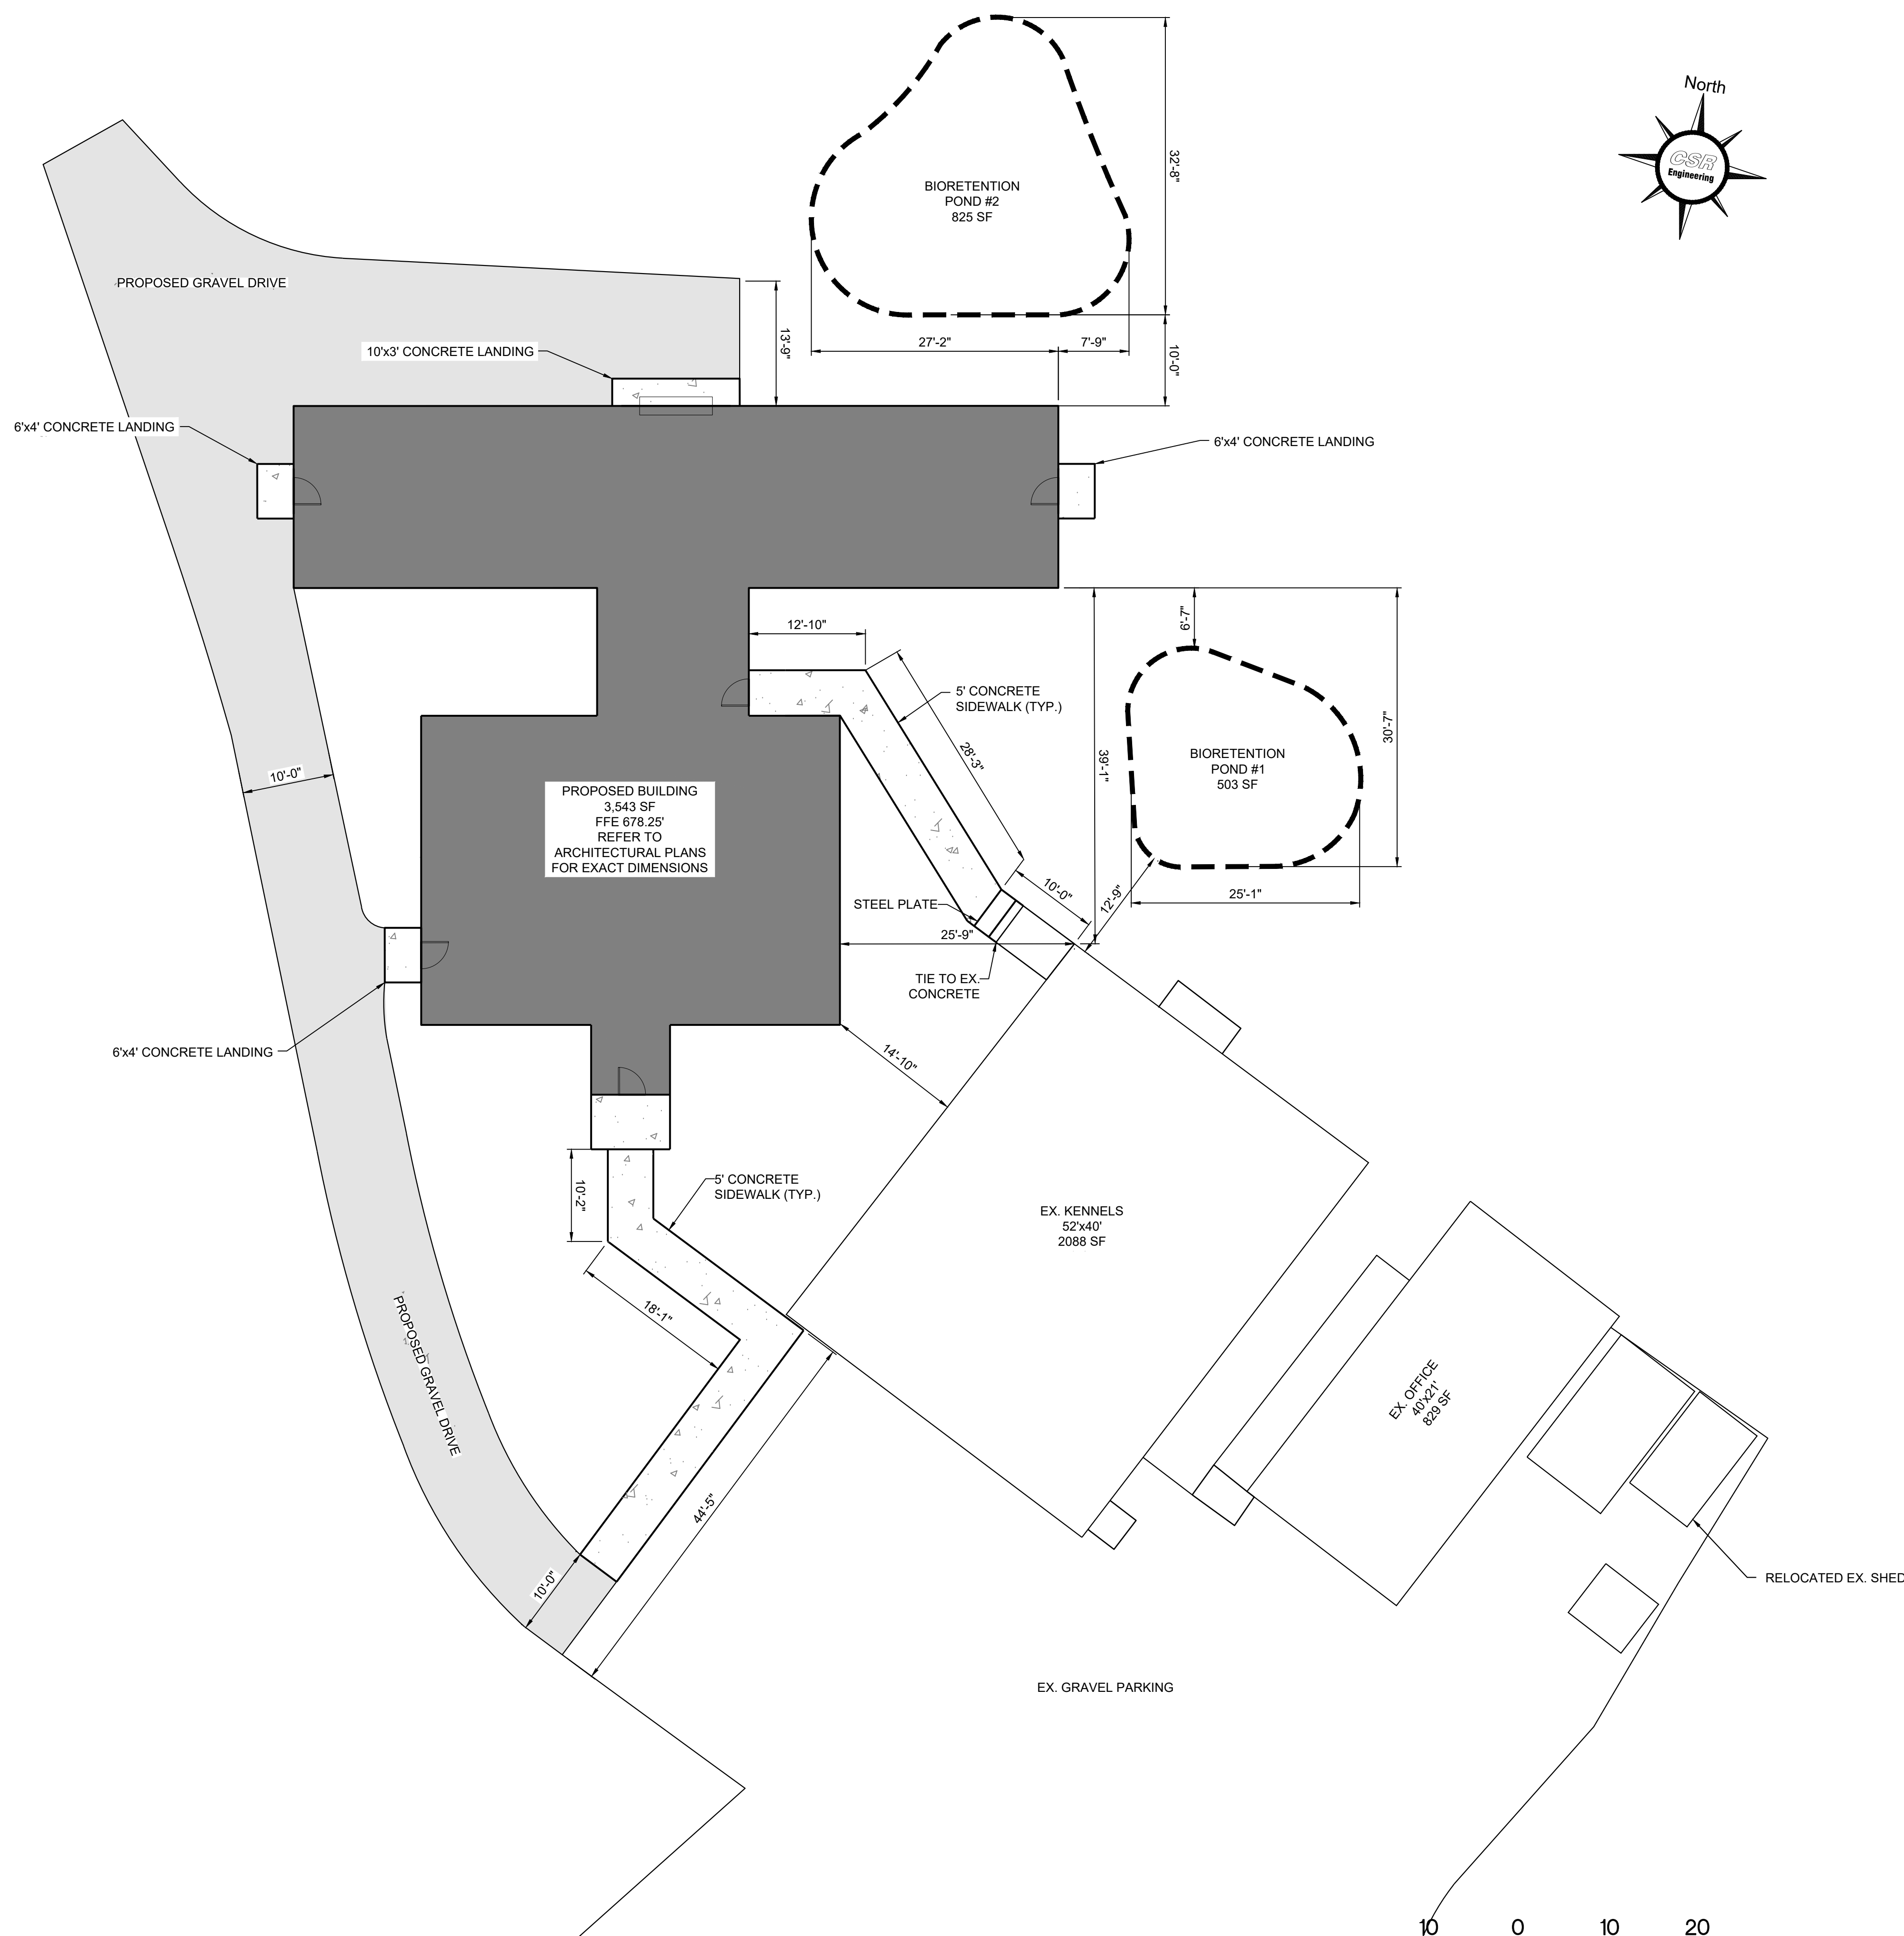 North
CSR
Engineering
32'-8"
BIORETENTION
POND #2
825 SF
PROPOSED GRAVEL DRIVE
13'-9"
27'-2"
7'-9"
10'-0"
10'x3' CONCRETE LANDING
6'x4' CONCRETE LANDING
6'x4' CONCRETE LANDING
12'-10"
6'-7"
5' CONCRETE
SIDEWALK (TYP.)
28'-3"
39'-1"
30'-7"
BIORETENTION
POND #1
503 SF
10'-0"
PROPOSED BUILDING
3,543 SF
FFE 678.25'
REFER TO
ARCHITECTURAL PLANS
FOR EXACT DIMENSIONS
10'-0"
12'-9"
25'-1"
STEEL PLATE
25'-9"
TIE TO EX.
CONCRETE
6'x4' CONCRETE LANDING
14'-10"
10'-2"
5' CONCRETE
SIDEWALK (TYP.)
EX. KENNELS
52'x40'
2088 SF
18'-1"
PROPOSED GRAVEL DRIVE
EX. OFFICE
40'x21'
829 SF
44'-5"
10'-0"
RELOCATED EX. SHED
EX. GRAVEL PARKING
10 0 10 20